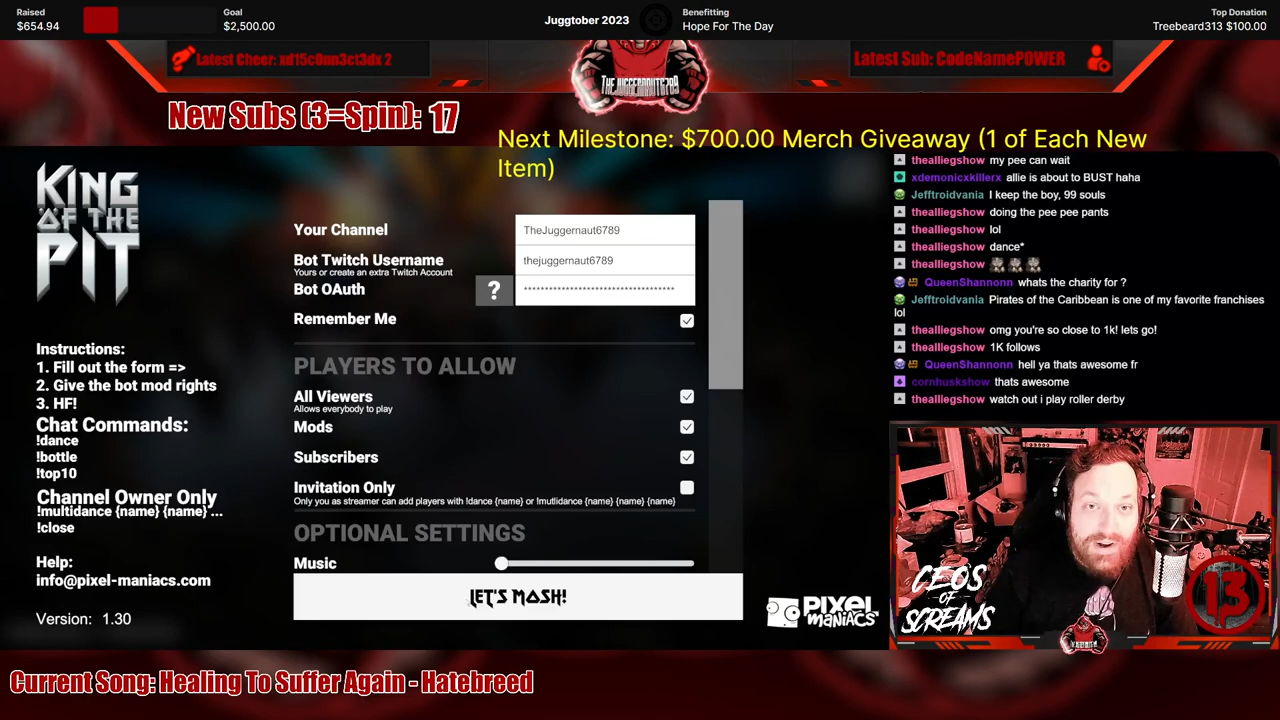 Raised
$654.94
Goal
$2,500.00
Juggtober 2023
Benefitting
Hope For The Day
Top Donation
Treebeard313 $100.00
Latest Cheer: xd15c0nn3ct3dx 2
THEJUGGERNAUT6789
Latest Sub: CodeNamePOWER
New Subs (3=Spin): 17
Next Milestone: $700.00 Merch Giveaway (1 of Each New
Item)
KING
OF THE
PIT
Instructions:
1. Fill out the form =>
2. Give the bot mod rights
3. HF!
Chat Commands:
!dance
!bottle
!top10
Channel Owner Only
!multidance {name} {name} ...
!close
Help:
info@pixel-maniacs.com
Version: 1.30
Your Channel
TheJuggernaut6789
Bot Twitch Username
thejuggernaut6789
Yours or create an extra Twitch Account
Bot OAuth
?
************************************
Remember Me
PLAYERS TO ALLOW
All Viewers
Allows everybody to play
Mods
Subscribers
Invitation Only
Only you as streamer can add players with !dance {name} or !mutlidance {name} {name} {name}
OPTIONAL SETTINGS
Music
LET'S MOSH!
PIXEL
MANIACS
thealliegshow my pee can wait
xdemonicxkillerx allie is about to BUST haha
Jefftroidvania I keep the boy, 99 souls
thealliegshow doing the pee pee pants
thealliegshow lol
thealliegshow dance*
thealliegshow
QueenShannonn whats the charity for ?
Jefftroidvania Pirates of the Caribbean is one of my favorite franchises
lol
thealliegshow omg you're so close to 1k! lets go!
thealliegshow 1K follows
QueenShannonn hell ya thats awesome fr
cornhuskshow thats awesome
thealliegshow watch out i play roller derby
CEOS
OF
SCREAMS
13
Current Song: Healing To Suffer Again - Hatebreed